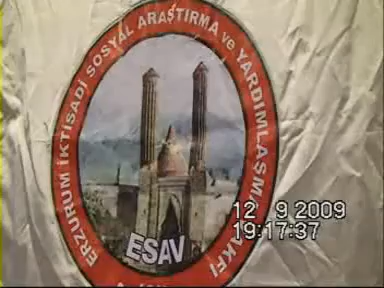 ERZURUM İKTİSADİ SOSYAL ARAŞTIRMA ve YARDIMLAŞMA VAKFI
ESAV
12 9 2009
19:17:37